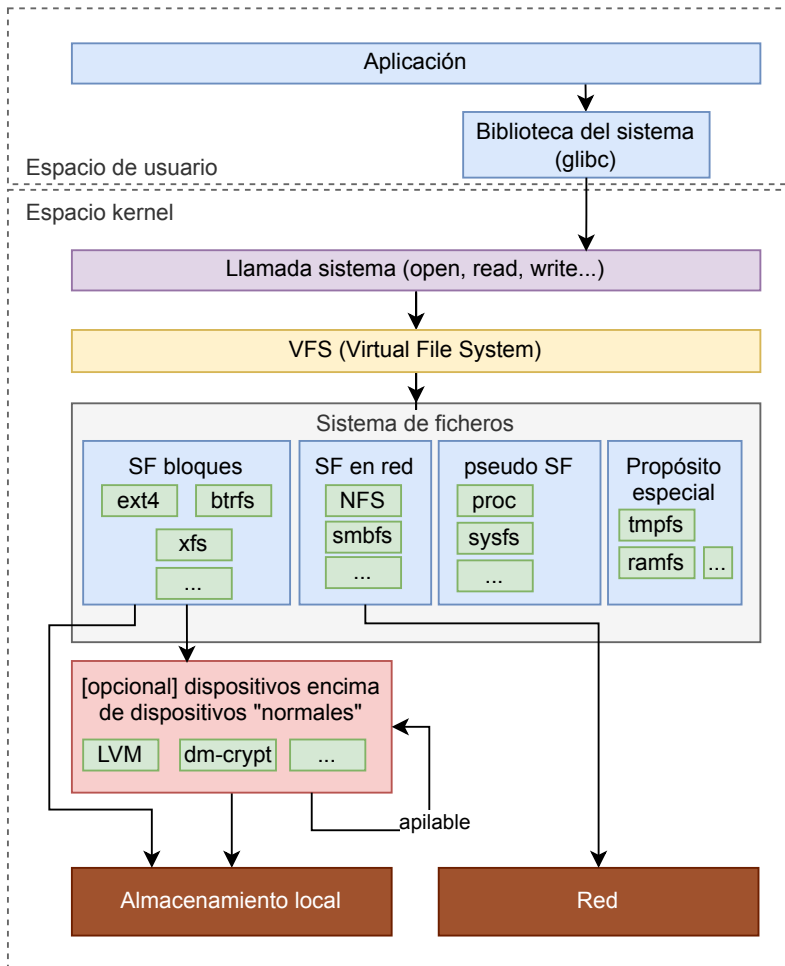 Aplicación
Biblioteca del sistema
(glibc)
Espacio de usuario
Espacio kernel
Llamada sistema (open, read, write...)
VFS (Virtual File System)
Sistema de ficheros
SF bloques
ext4
btrfs
xfs
...
SF en red
NFS
smbfs
...
pseudo SF
proc
sysfs
...
Propósito
especial
tmpfs
ramfs
...
[opcional] dispositivos encima
de dispositivos "normales"
LVM
dm-crypt
...
apilable
Almacenamiento local
Red